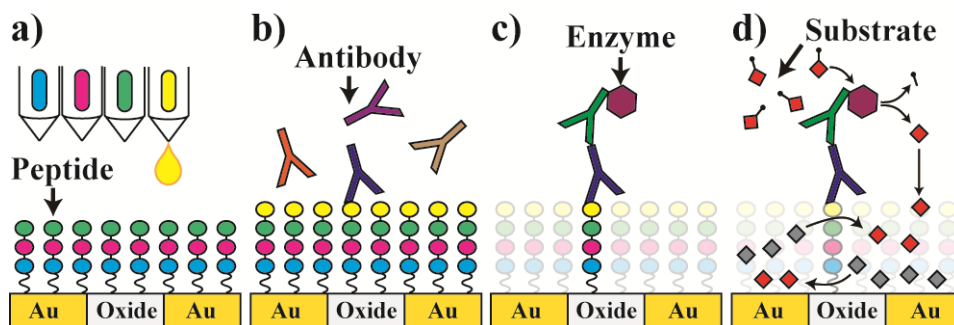 a)
Peptide
Au Oxide Au
b)
Antibody
Au Oxide Au
c)
Enzyme
Au Oxide Au
d)
Substrate
Au Oxide Au